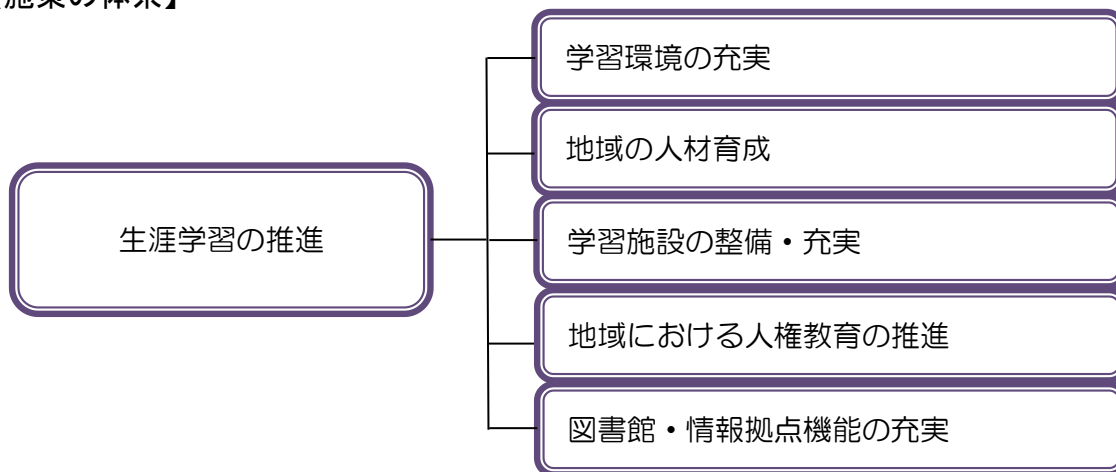 【施策の体系】
生涯学習の推進
学習環境の充実
地域の人材育成
学習施設の整備・充実
地域における人権教育の推進
図書館・情報拠点機能の充実